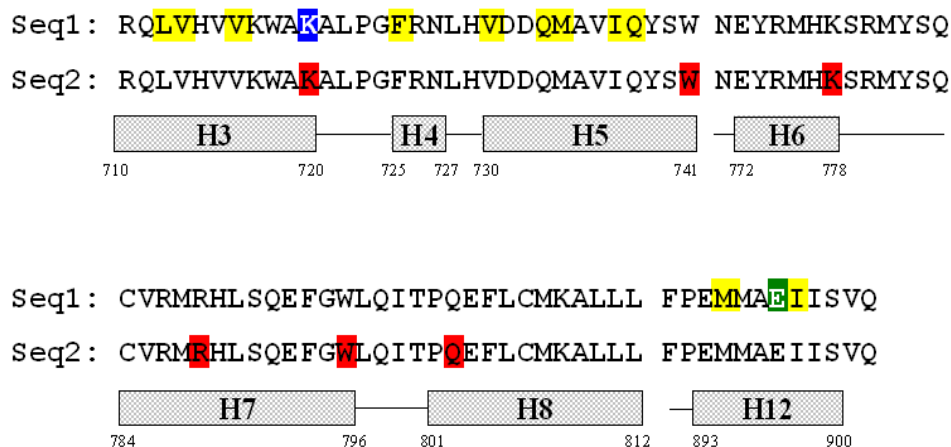 Seq1: RQLVHVVKWAKALPGFRNLHVDDQMAVIQYSW NEYRMHKSRMYSQ
Seq2: RQLVHVVKWAKALPGFRNLHVDDQMAVIQYSW NEYRMHKSRMYSQ
H3 H4 H5 H6
710 720 725 727 730 741 772 778
Seq1: CVRMRHLSQEFGWLQITPQEFLCMKALLL FPEMMAEIISVQ
Seq2: CVRMRHLSQEFGWLQITPQEFLCMKALLL FPEMMAEIISVQ
H7 H8 H12
784 796 801 812 893 900